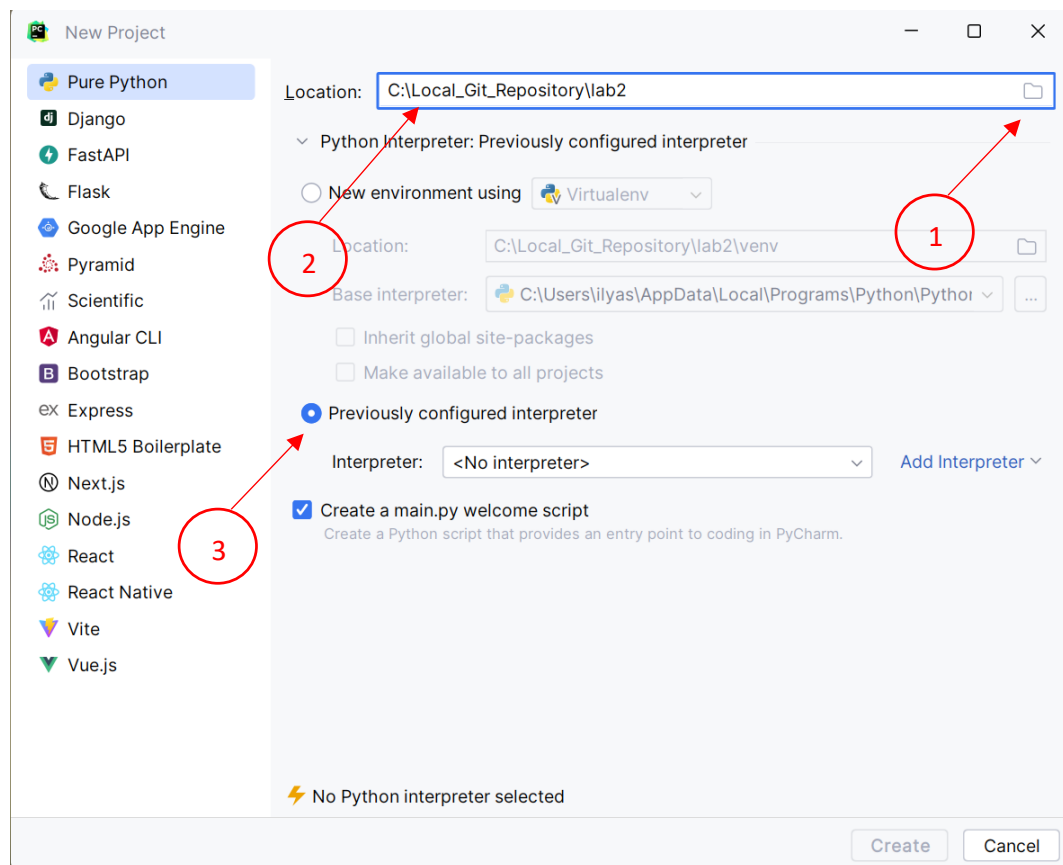 New Project
Pure Python
Django
FastAPI
Flask
Google App Engine
Pyramid
Scientific
Angular CLI
Bootstrap
Express
HTML5 Boilerplate
Next.js
Node.js
React
React Native
Vite
Vue.js
Location: C:\Local_Git_Repository\lab2
Python Interpreter: Previously configured interpreter
New environment using Virtualenv
Location: C:\Local_Git_Repository\lab2\venv
Base interpreter: C:\Users\ilyas\AppData\Local\Programs\Python\Pythor ...
Inherit global site-packages
Make available to all projects
Previously configured interpreter
Interpreter: <No interpreter> Add Interpreter
Create a main.py welcome script
Create a Python script that provides an entry point to coding in PyCharm.
No Python interpreter selected
Create Cancel
1
2
3